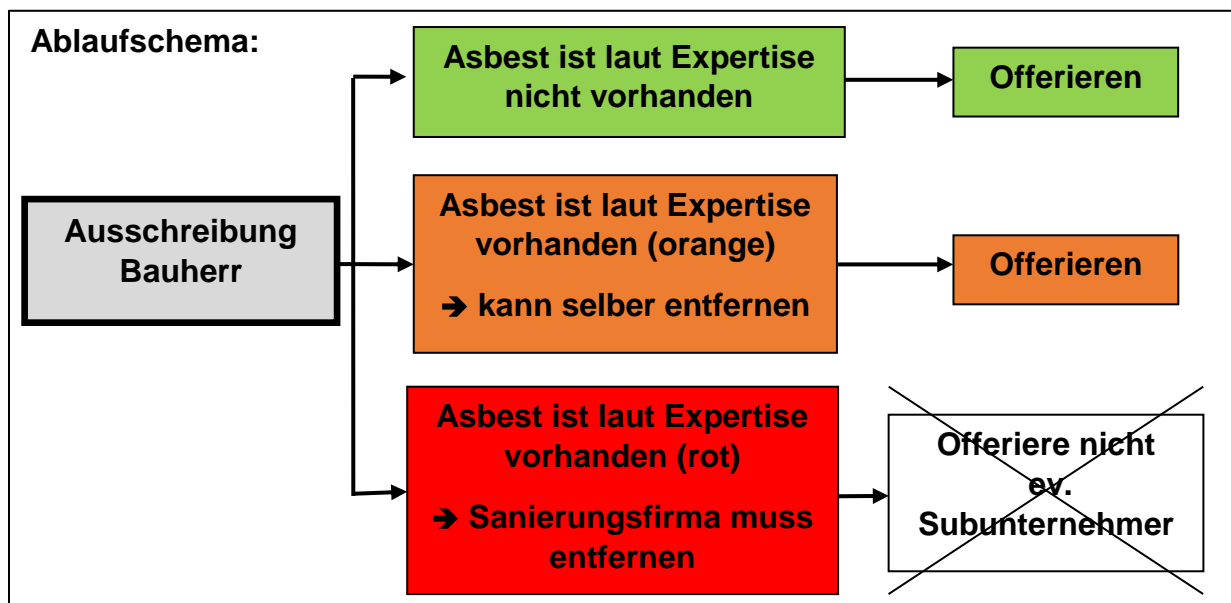 Ablaufschema:
Asbest ist laut Expertise
nicht vorhanden
Offerieren
Ausschreibung
Bauherr
Asbest ist laut Expertise
vorhanden (orange)
➔ kann selber entfernen
Offerieren
Asbest ist laut Expertise
vorhanden (rot)
➔ Sanierungsfirma muss
entfernen
Offeriere nicht
ev.
Subunternehmer